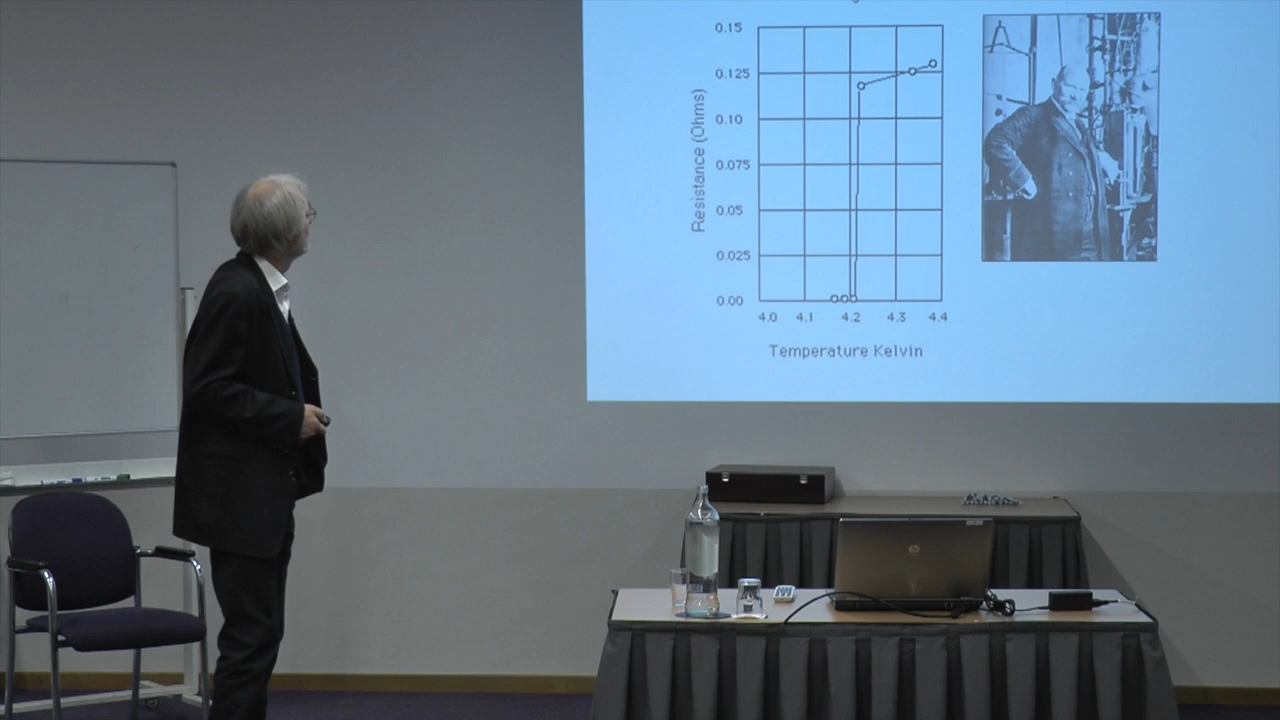 0.15
0.125
0.10
0.075
0.05
0.025
0.00
Resistance (Ohms)
4.0 4.1 4.2 4.3 4.4
Temperature Kelvin
hp